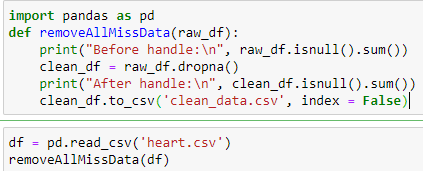 import pandas as pd
def removeAllMissData(raw_df):
    print("Before handle:\n", raw_df.isnull().sum())
    clean_df = raw_df.dropna()
    print("After handle:\n", clean_df.isnull().sum())
    clean_df.to_csv('clean_data.csv', index = False)
df = pd.read_csv('heart.csv')
removeAllMissData(df)